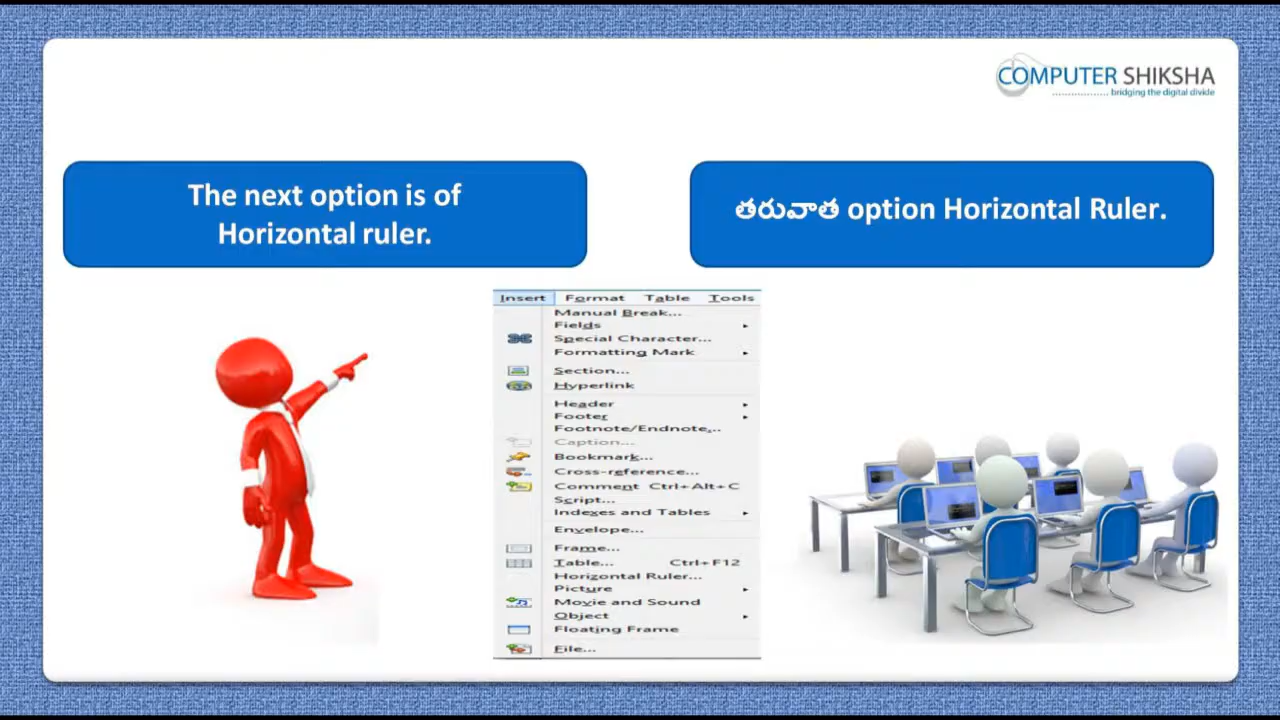 COMPUTER SHIKSHA
.................... bridging the digital divide
The next option is of
Horizontal ruler.
తరువాత option Horizontal Ruler.
Insert Format Table Tools
Manual Break...
Fields
Special Character...
Formatting Mark
Section...
Hyperlink
Header
Footer
Footnote/Endnote...
Caption...
Bookmark...
Cross-reference...
Comment Ctrl+Alt+C
Script...
Indexes and Tables
Envelope...
Frame...
Table... Ctrl+F12
Horizontal Ruler...
Picture
Movie and Sound
Object
Floating Frame
File...